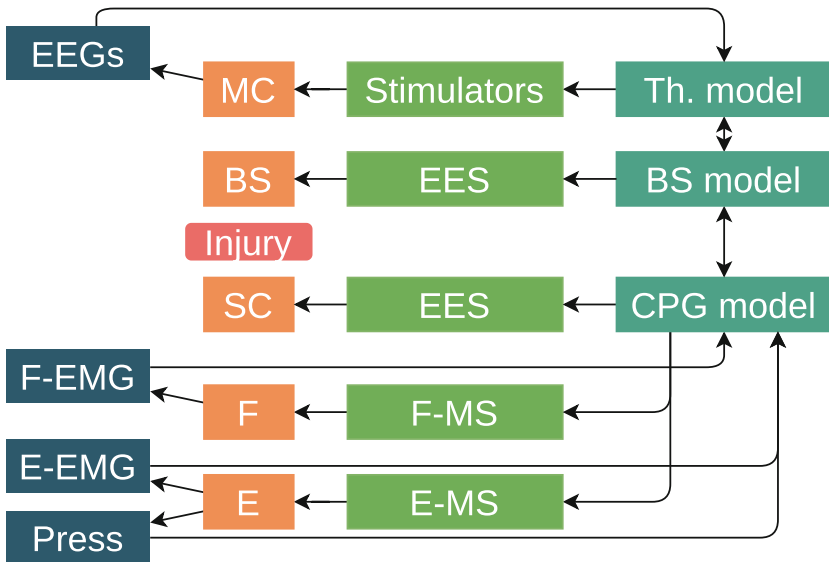 EEGs
MC
Stimulators
Th. model
BS
EES
BS model
Injury
SC
EES
CPG model
F-EMG
F
F-MS
E-EMG
E
E-MS
Press